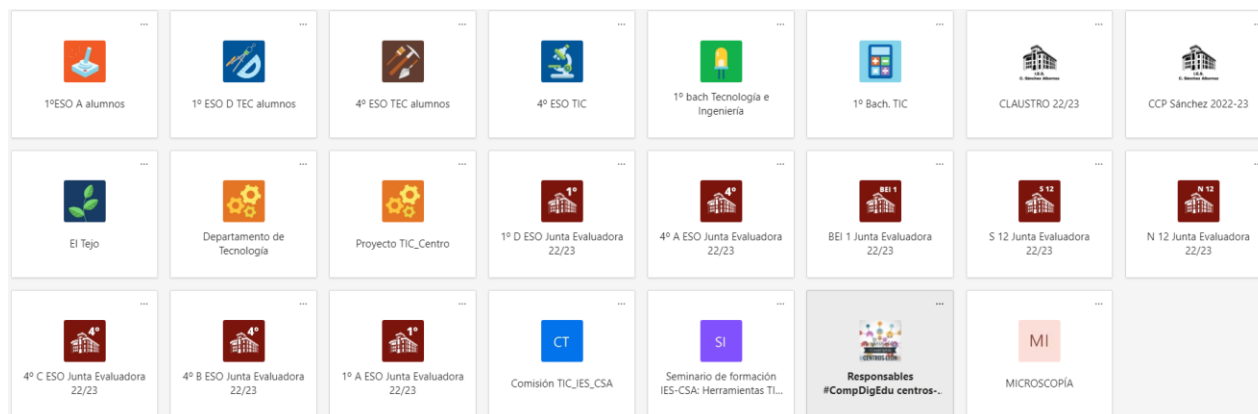 1ºESO A alumnos
1º ESO D TEC alumnos
4º ESO TEC alumnos
4º ESO TIC
1º bach Tecnología e
Ingeniería
1º Bach. TIC
I.E.S.
C. Sánchez Albornoz
CLAUSTRO 22/23
I.E.S.
C. Sánchez Albornoz
CCP Sánchez 2022-23
El Tejo
Departamento de
Tecnología
Proyecto TIC_Centro
1º
1º D ESO Junta Evaluadora
22/23
4º
4º A ESO Junta Evaluadora
22/23
BEI 1
BEI 1 Junta Evaluadora
22/23
S 12
S 12 Junta Evaluadora
22/23
N 12
N 12 Junta Evaluadora
22/23
4º
4º C ESO Junta Evaluadora
22/23
4º
4º B ESO Junta Evaluadora
22/23
1º
1º A ESO Junta Evaluadora
22/23
CT
Comisión TIC_IES_CSA
SI
Seminario de formación
IES-CSA: Herramientas TI...
Responsables
#CompDigEdu centros-..
MI
MICROSCOPÍA